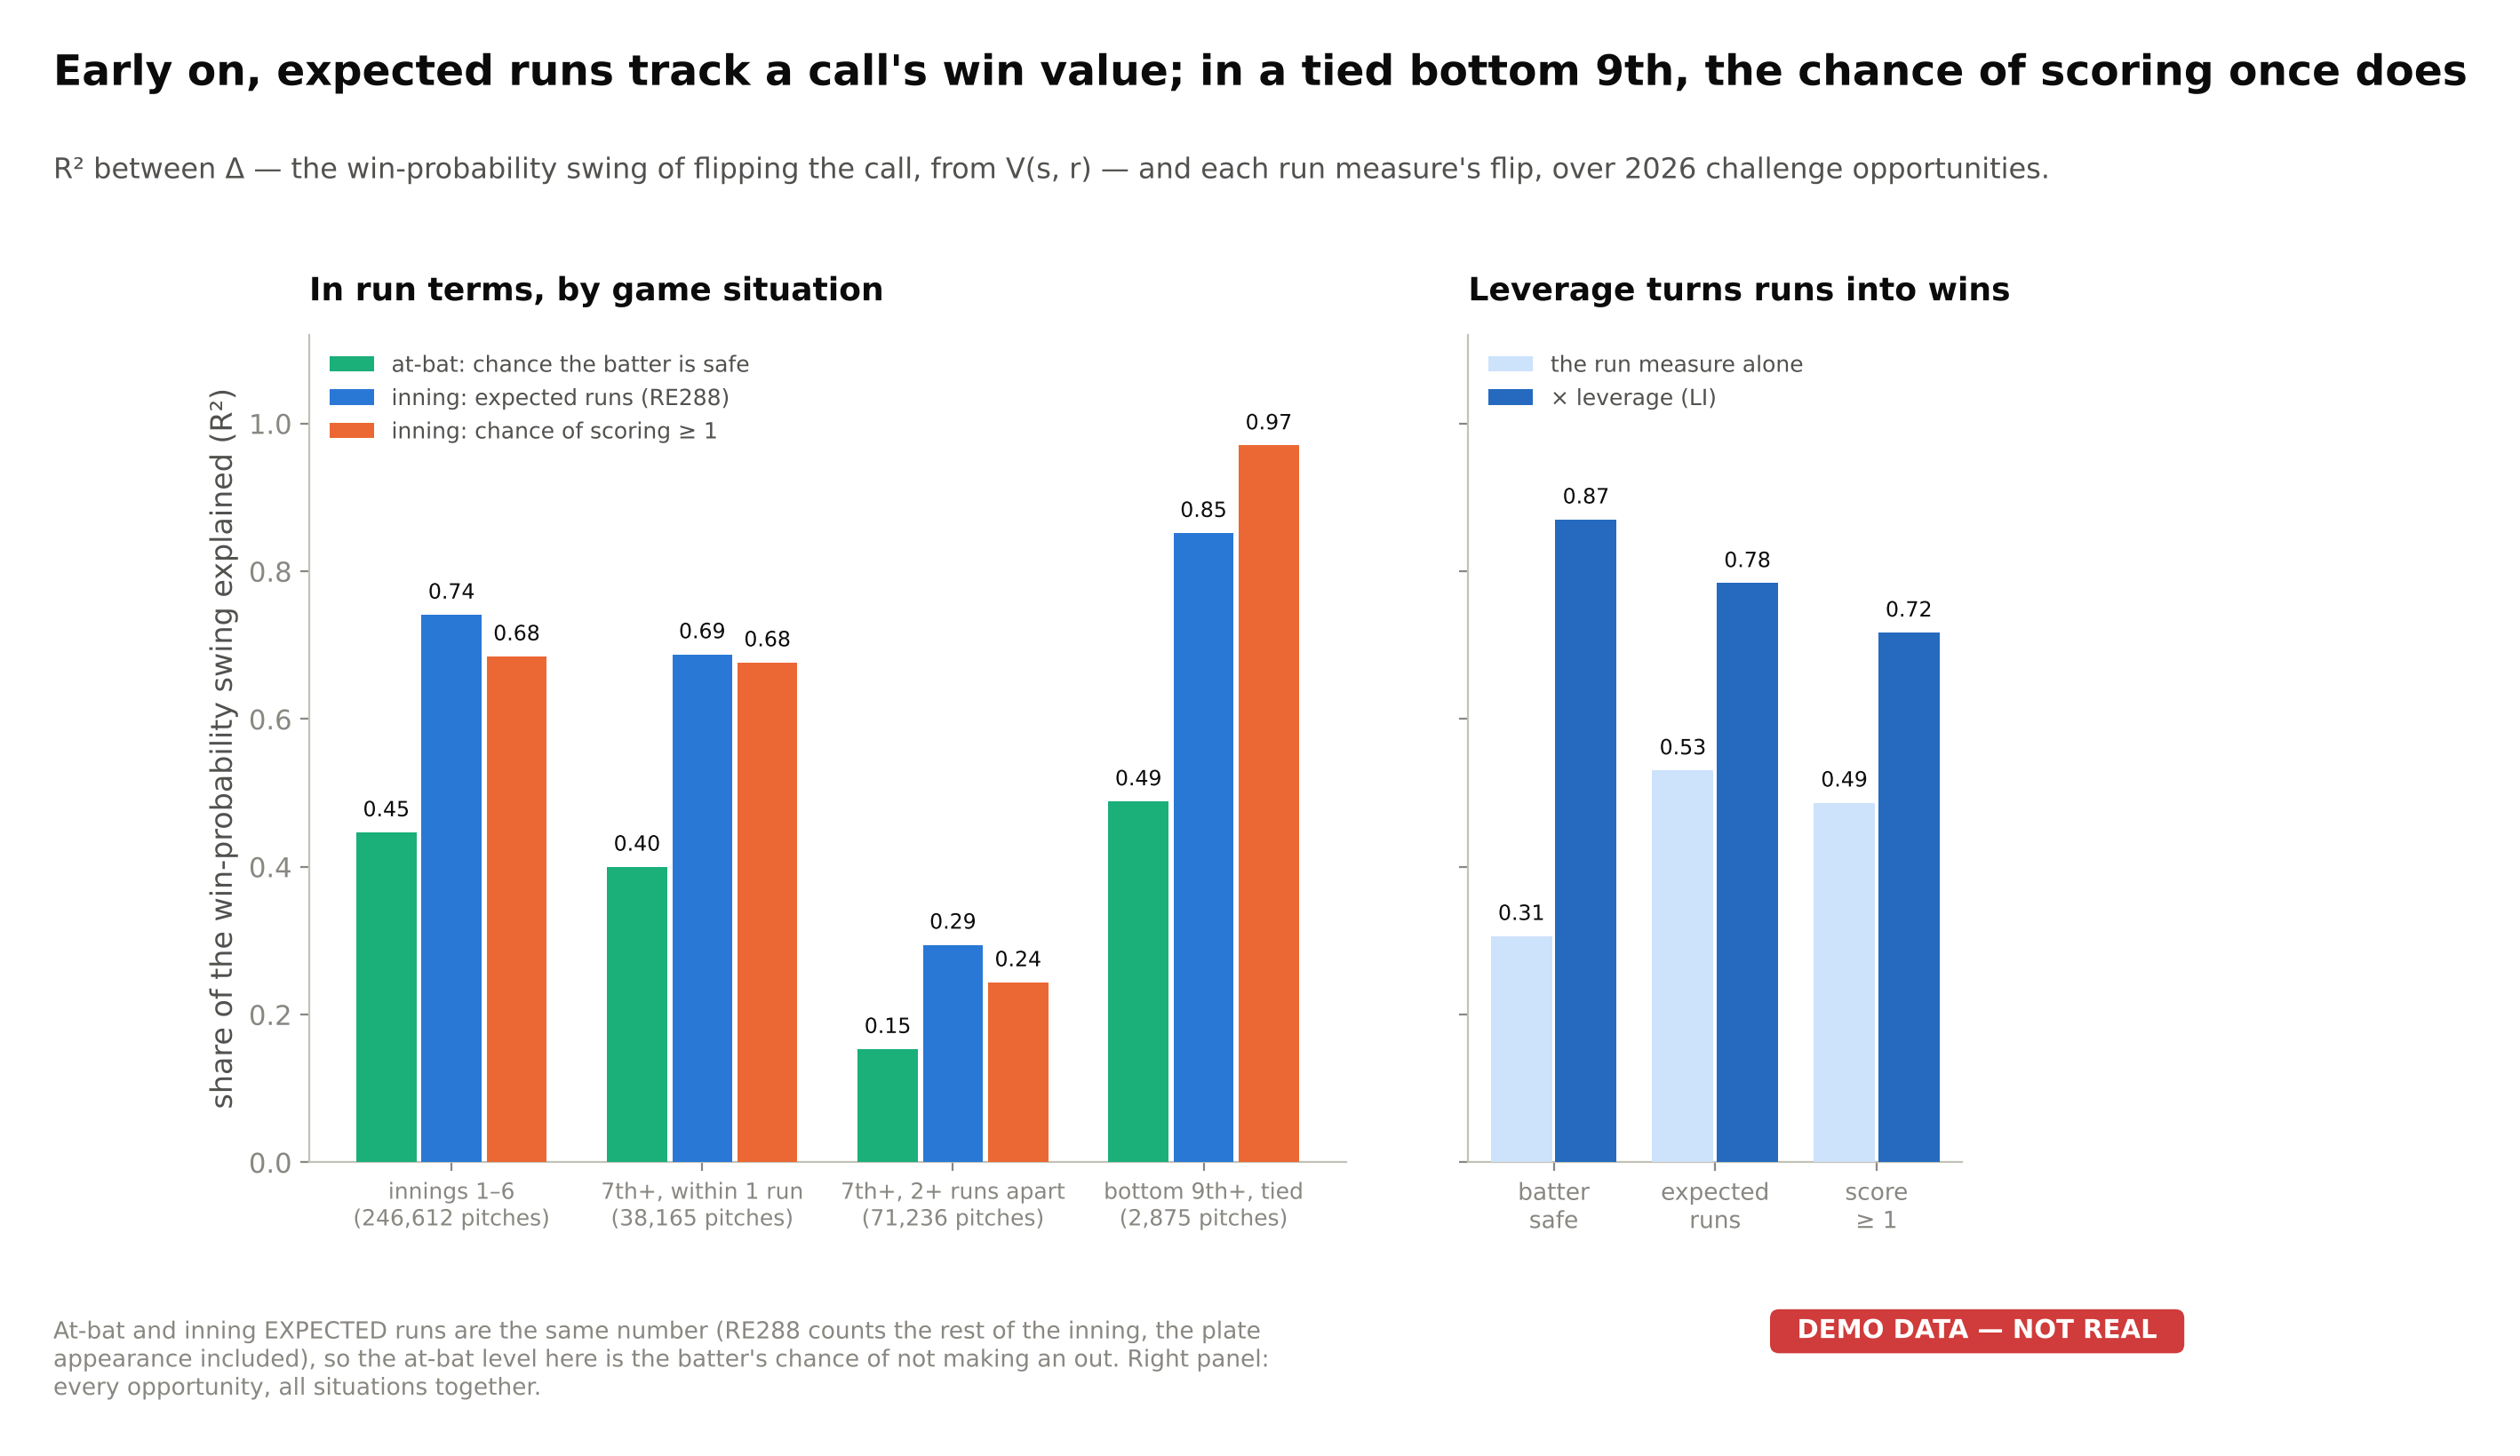 Early on, expected runs track a call's win value; in a tied bottom 9th, the chance of scoring once does
R² between Δ — the win-probability swing of flipping the call, from V(s, r) — and each run measure's flip, over 2026 challenge opportunities.
In run terms, by game situation
at-bat: chance the batter is safe
inning: expected runs (RE288)
inning: chance of scoring ≥ 1
share of the win-probability swing explained (R²)
1.0
0.8
0.6
0.4
0.2
0.0
0.45
0.74
0.68
0.40
0.69
0.68
0.15
0.29
0.24
0.49
0.85
0.97
innings 1–6
(246,612 pitches)
7th+, within 1 run
(38,165 pitches)
7th+, 2+ runs apart
(71,236 pitches)
bottom 9th+, tied
(2,875 pitches)
Leverage turns runs into wins
the run measure alone
× leverage (LI)
0.31
0.87
0.53
0.78
0.49
0.72
batter
safe
expected
runs
score
≥ 1
At-bat and inning EXPECTED runs are the same number (RE288 counts the rest of the inning, the plate
appearance included), so the at-bat level here is the batter's chance of not making an out. Right panel:
every opportunity, all situations together.
DEMO DATA — NOT REAL